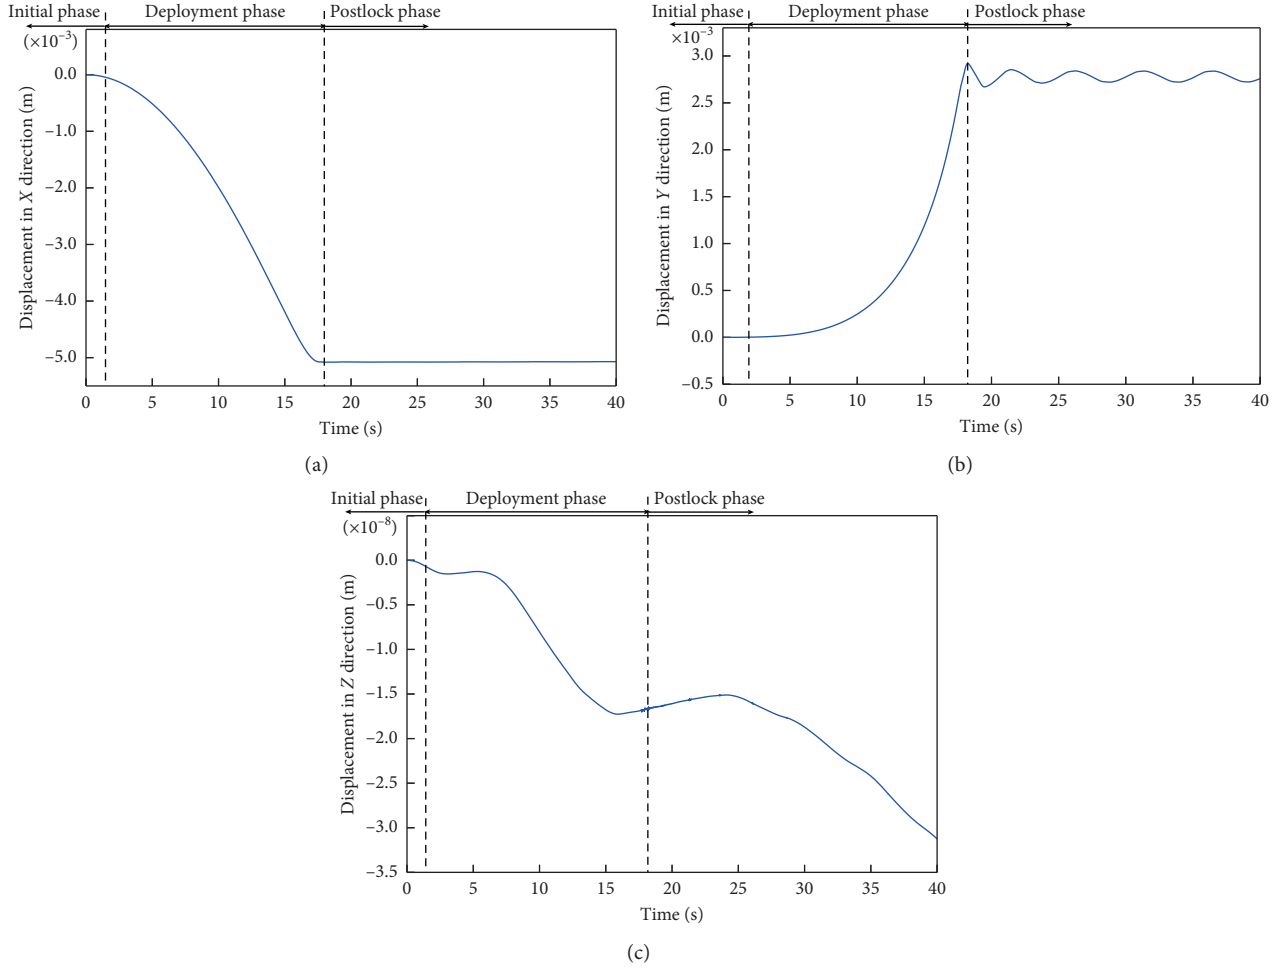 Initial phase
Deployment phase
Postlock phase
(×10–3)
0.0
–1.0
–2.0
–3.0
–4.0
–5.0
Displacement in X direction (m)
0 5 10 15 20 25 30 35 40
Time (s)
(a)
Initial phase
Deployment phase
Postlock phase
×10–3
3.0
2.5
2.0
1.5
1.0
0.5
0.0
–0.5
Displacement in Y direction (m)
0 5 10 15 20 25 30 35 40
Time (s)
(b)
Initial phase
Deployment phase
Postlock phase
(×10–8)
0.0
–0.5
–1.0
–1.5
–2.0
–2.5
–3.0
–3.5
Displacement in Z direction (m)
0 5 10 15 20 25 30 35 40
Time (s)
(c)